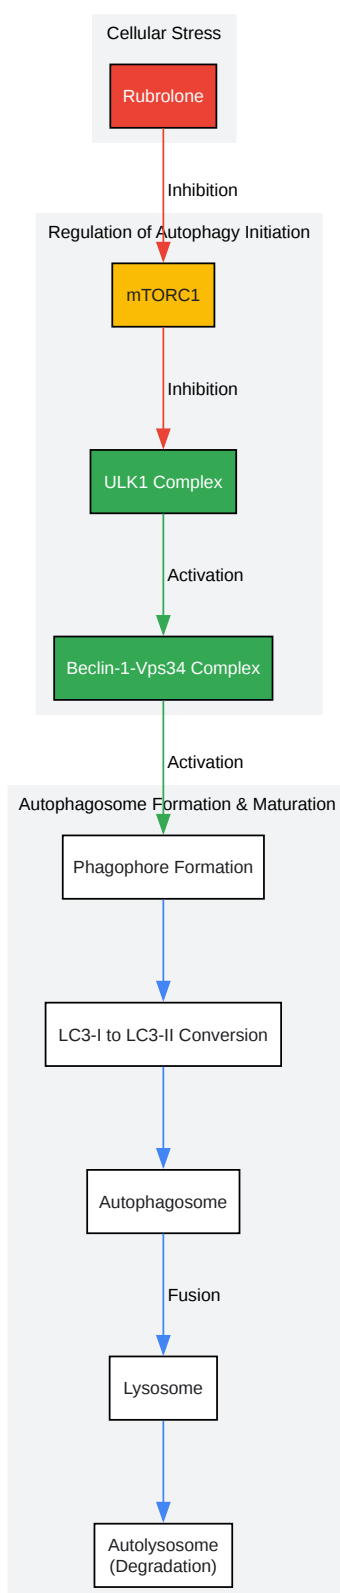 Cellular Stress
Rubrolone
Inhibition
Regulation of Autophagy Initiation
mTORC1
Inhibition
ULK1 Complex
Activation
Beclin-1-Vps34 Complex
Activation
Autophagosome Formation & Maturation
Phagophore Formation
LC3-I to LC3-II Conversion
Autophagosome
Fusion
Lysosome
Autolysosome
(Degradation)